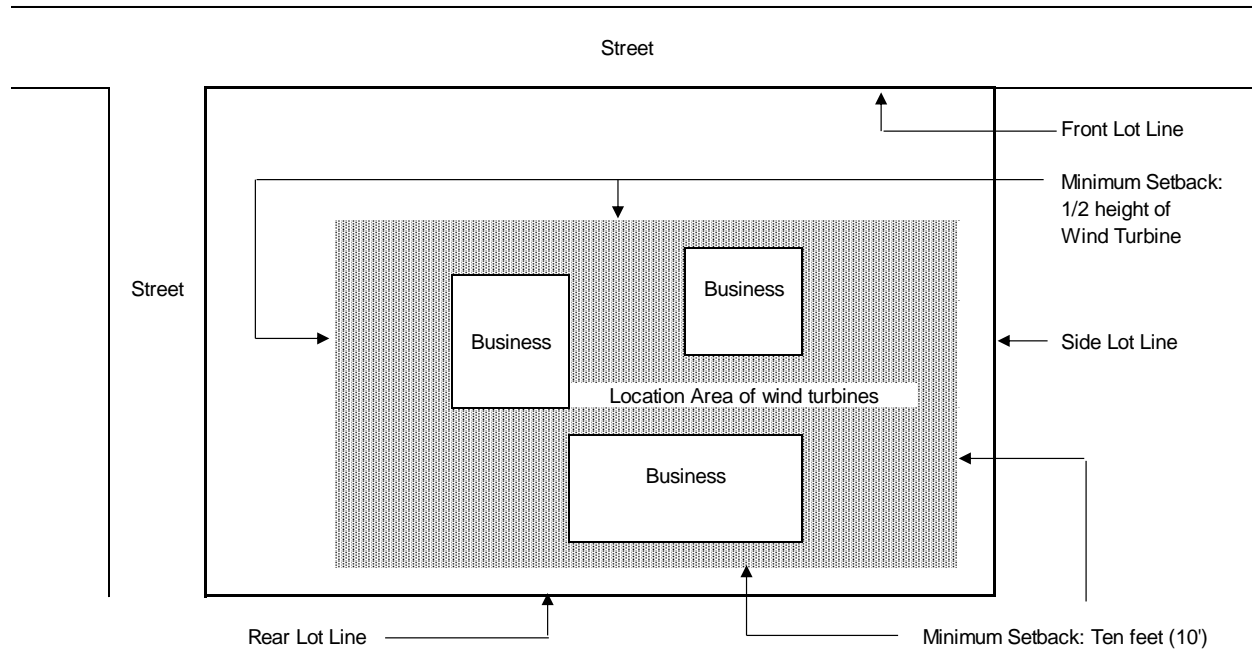 Street
Front Lot Line
Minimum Setback:
1/2 height of
Wind Turbine
Street
Business
Business
Side Lot Line
Location Area of wind turbines
Business
Rear Lot Line
Minimum Setback: Ten feet (10')